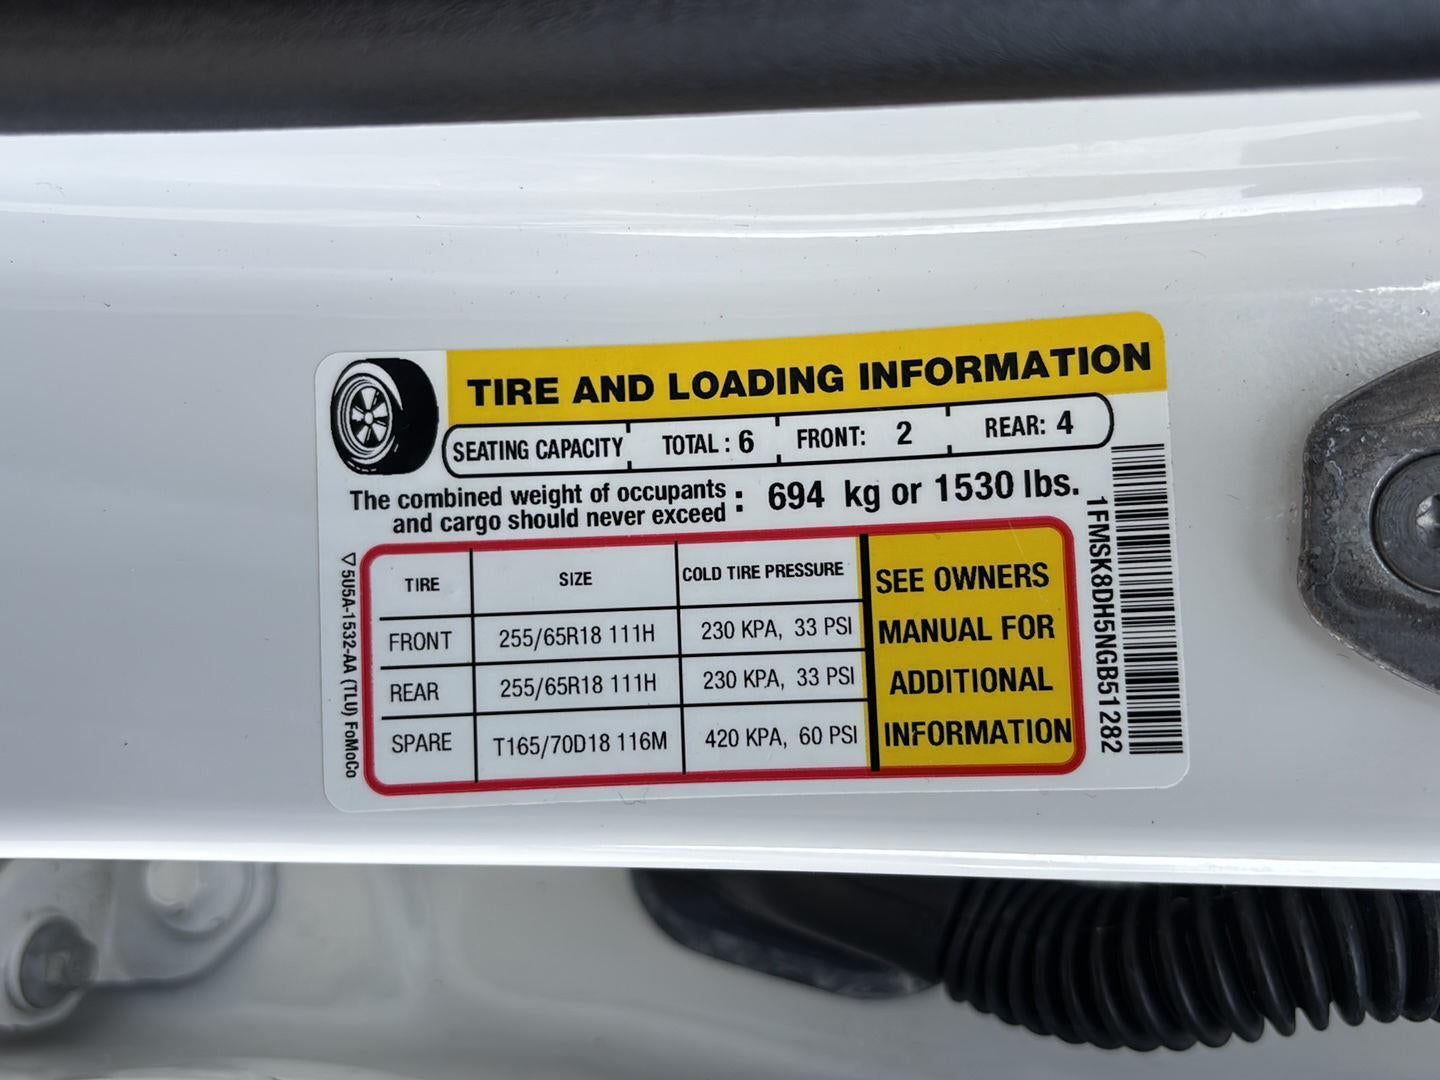 TIRE AND LOADING INFORMATION
SEATING CAPACITY TOTAL : 6 FRONT: 2 REAR: 4
The combined weight of occupants
and cargo should never exceed : 694 kg or 1530 lbs.
TIRE SIZE COLD TIRE PRESSURE
FRONT 255/65R18 111H 230 KPA, 33 PSI
REAR 255/65R18 111H 230 KPA, 33 PSI
SPARE T165/70D18 116M 420 KPA, 60 PSI
SEE OWNERS
MANUAL FOR
ADDITIONAL
INFORMATION
5U5A-1532-AA (TLU) FoMoCo
1FMSK8DH5NGB51282